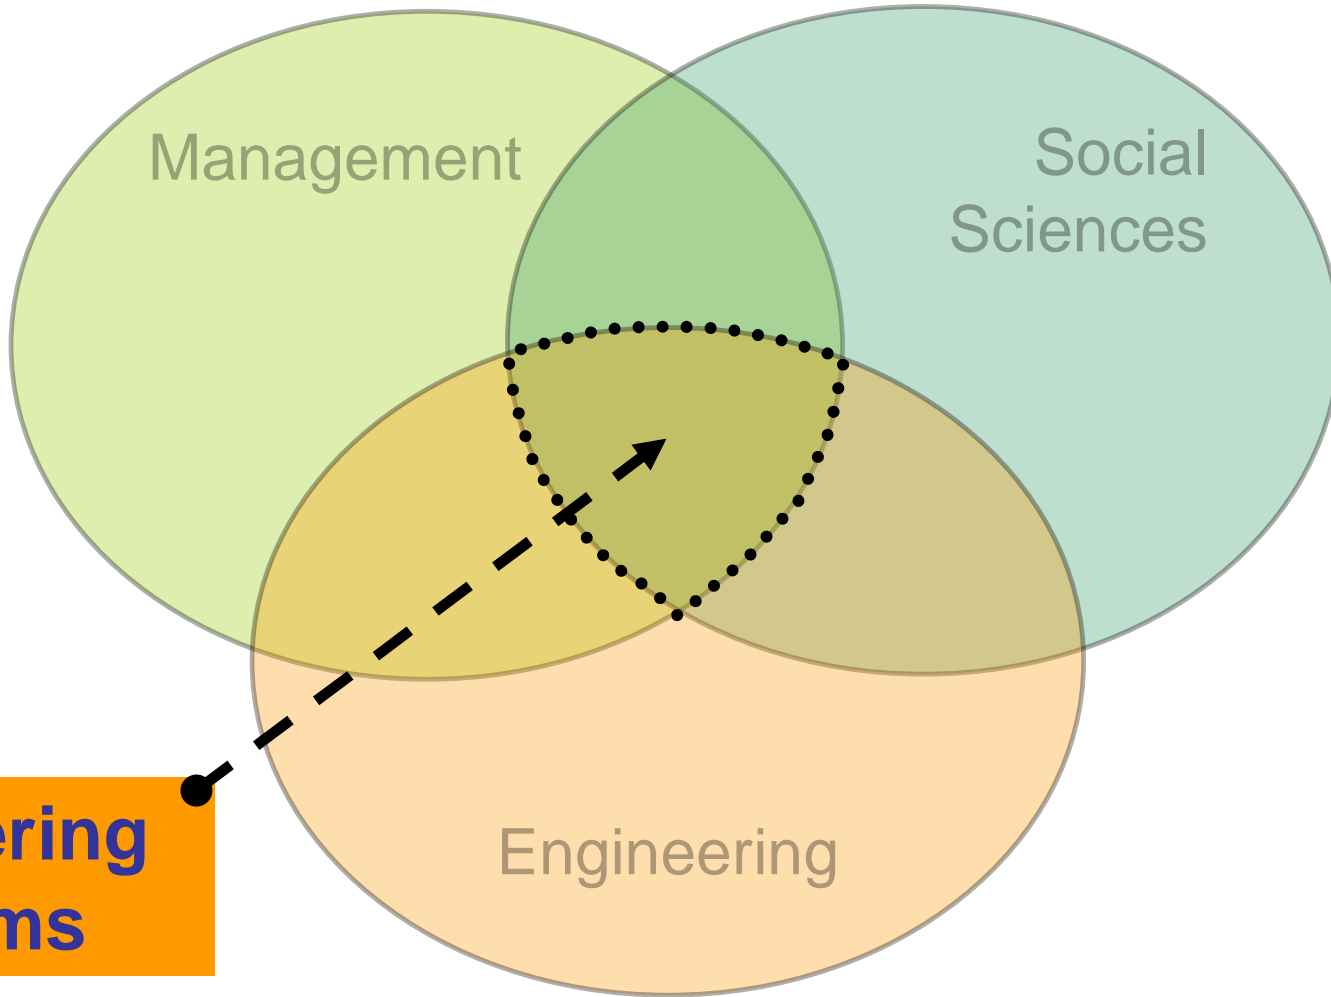 Management
Social
Sciences
Engineering
ering
ms